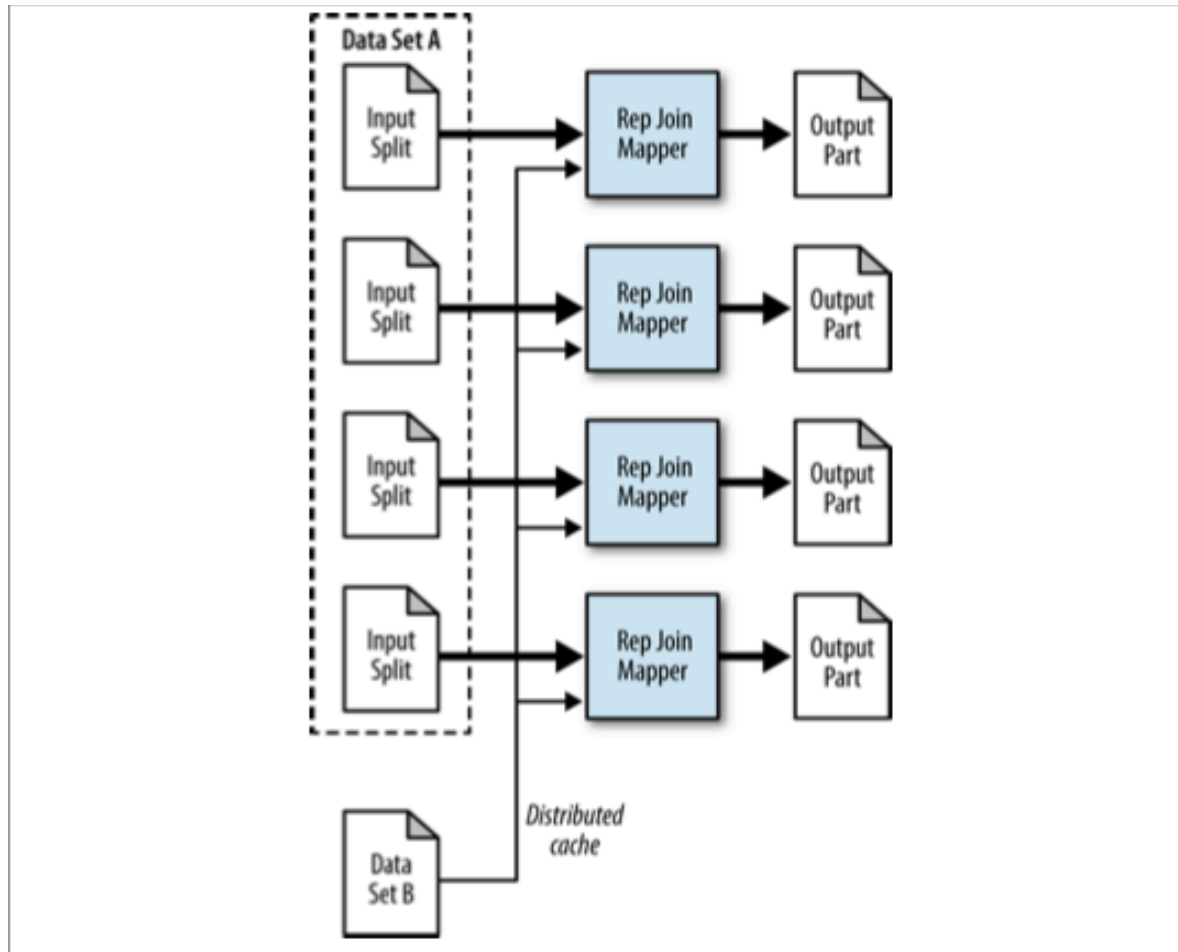 Data Set A
Input
Split
Rep Join
Mapper
Output
Part
Input
Split
Rep Join
Mapper
Output
Part
Input
Split
Rep Join
Mapper
Output
Part
Input
Split
Rep Join
Mapper
Output
Part
Distributed
cache
Data
Set B